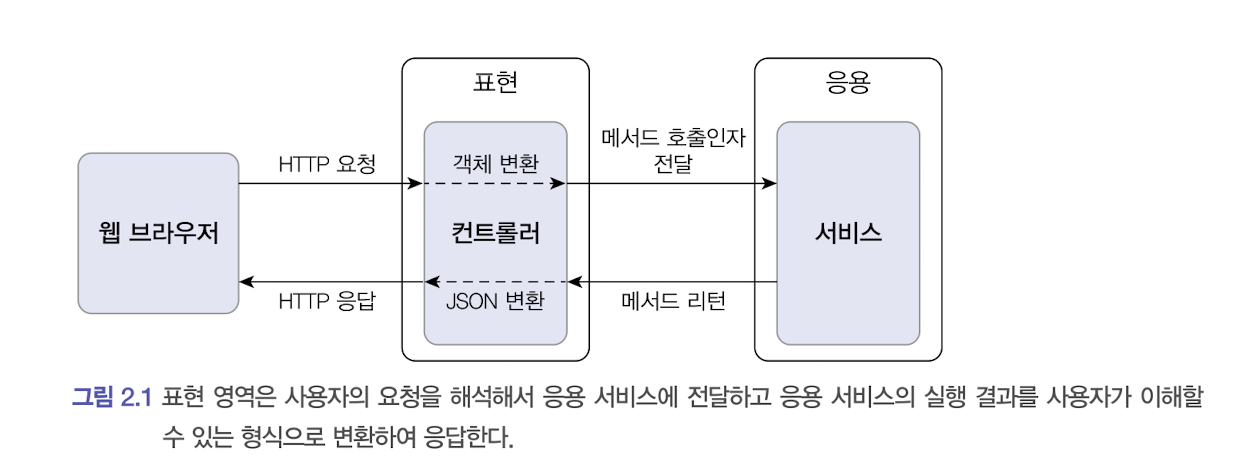 표현
응용
메서드 호출인자
전달
HTTP 요청
객체 변환
웹 브라우저
컨트롤러
서비스
HTTP 응답
JSON 변환
메서드 리턴
그림 2.1 표현 영역은 사용자의 요청을 해석해서 응용 서비스에 전달하고 응용 서비스의 실행 결과를 사용자가 이해할
수 있는 형식으로 변환하여 응답한다.